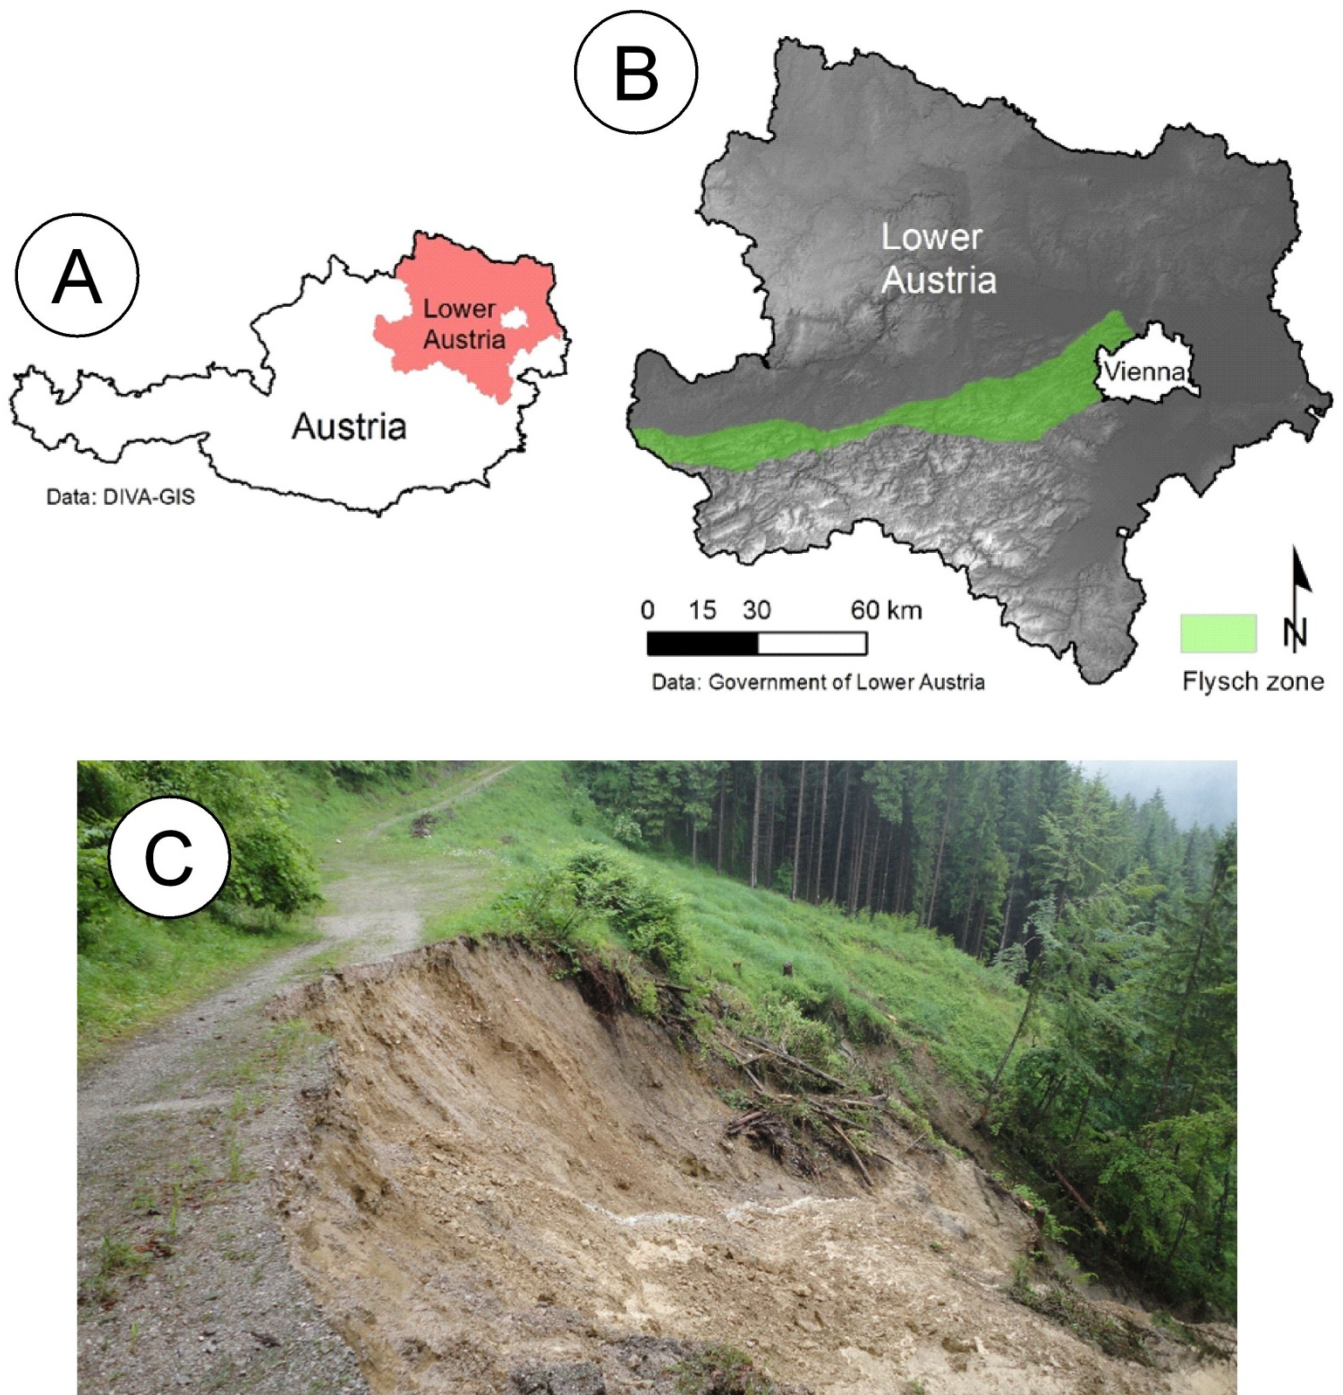 A
Lower
Austria
Austria
Data: DIVA-GIS
B
Lower
Austria
Vienna
0 15 30 60 km
Data: Government of Lower Austria
N
Flysch zone
C